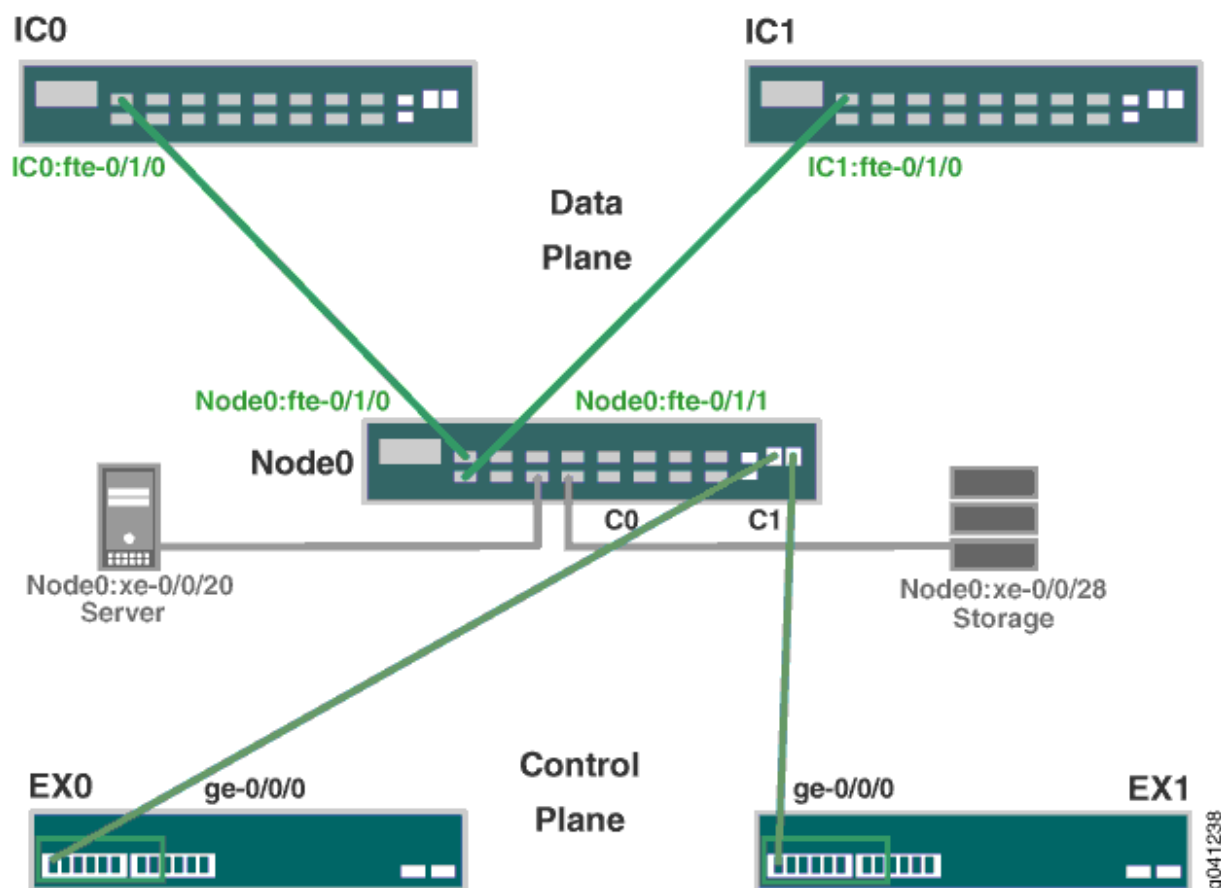 IC0
IC1
IC0:fte-0/1/0
IC1:fte-0/1/0
Data
Plane
Node0:fte-0/1/0
Node0:fte-0/1/1
Node0
C0
C1
Node0:xe-0/0/20
Server
Node0:xe-0/0/28
Storage
Control
Plane
EX0
ge-0/0/0
ge-0/0/0
EX1
g041238